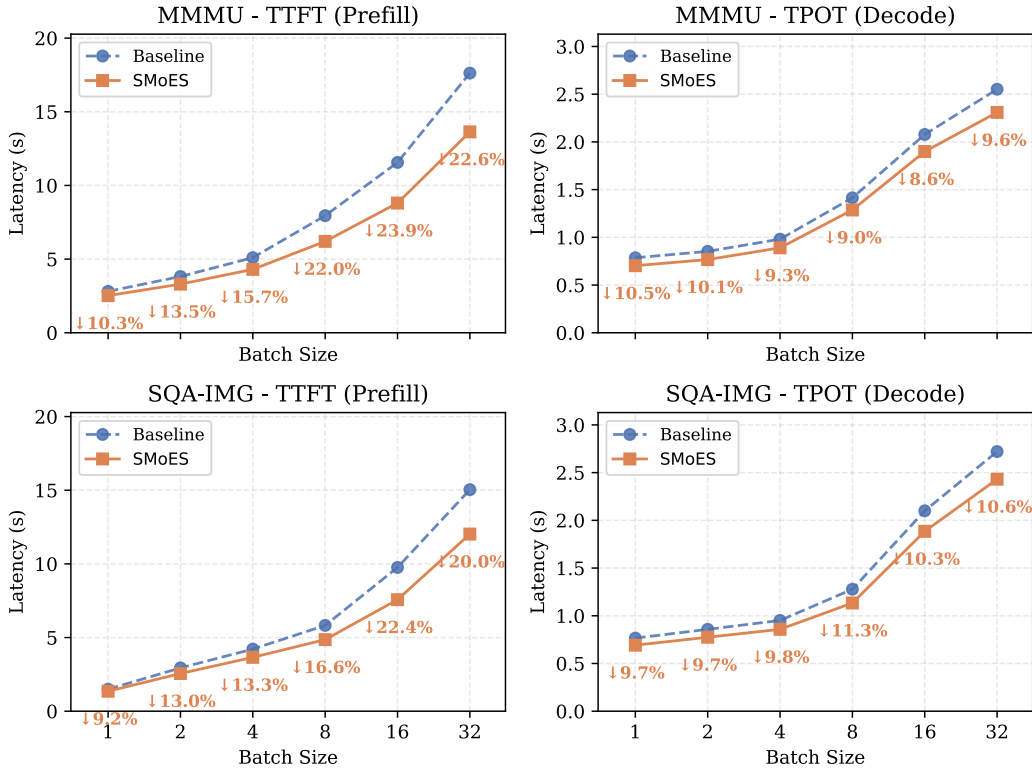 MMMU - TTFT (Prefill)
20
15
10
5
0
Latency (s)
Baseline
SMoES
↓10.3%
↓13.5%
↓15.7%
↓22.0%
↓23.9%
↓22.6%
Batch Size
MMMU - TPOT (Decode)
3.0
2.5
2.0
1.5
1.0
0.5
0.0
Latency (s)
Baseline
SMoES
↓10.5%
↓10.1%
↓9.3%
↓9.0%
↓8.6%
↓9.6%
Batch Size
SQA-IMG - TTFT (Prefill)
20
15
10
5
0
Latency (s)
Baseline
SMoES
↓9.2%
↓13.0%
↓13.3%
↓16.6%
↓22.4%
↓20.0%
1 2 4 8 16 32
Batch Size
SQA-IMG - TPOT (Decode)
3.0
2.5
2.0
1.5
1.0
0.5
0.0
Latency (s)
Baseline
SMoES
↓9.7%
↓9.7%
↓9.8%
↓11.3%
↓10.3%
↓10.6%
1 2 4 8 16 32
Batch Size